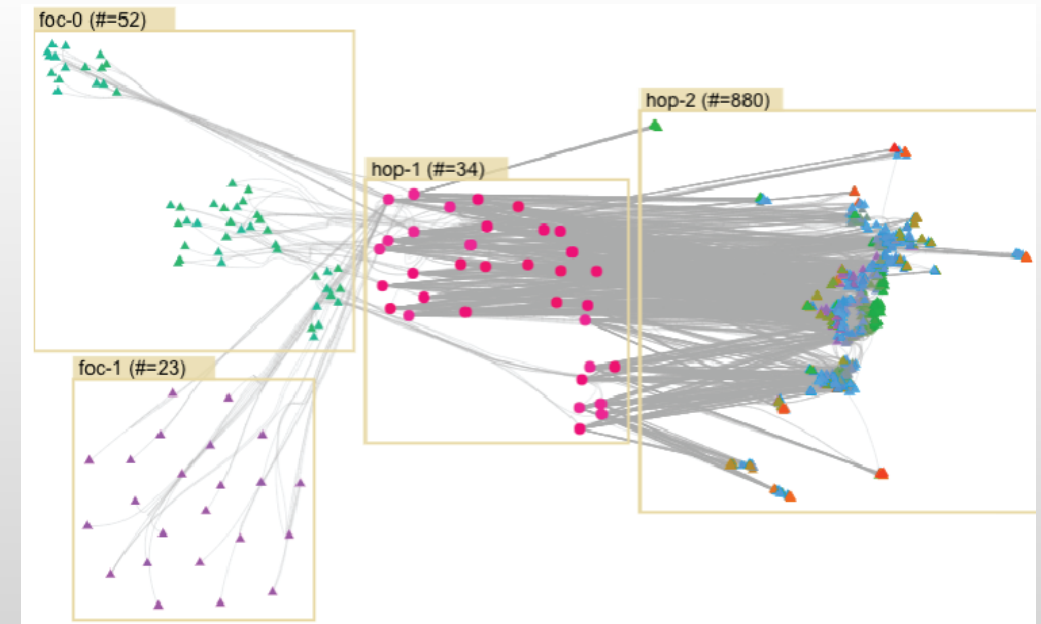 foc-0 (#=52)
hop-2 (#=880)
hop-1 (#=34)
foc-1 (#=23)